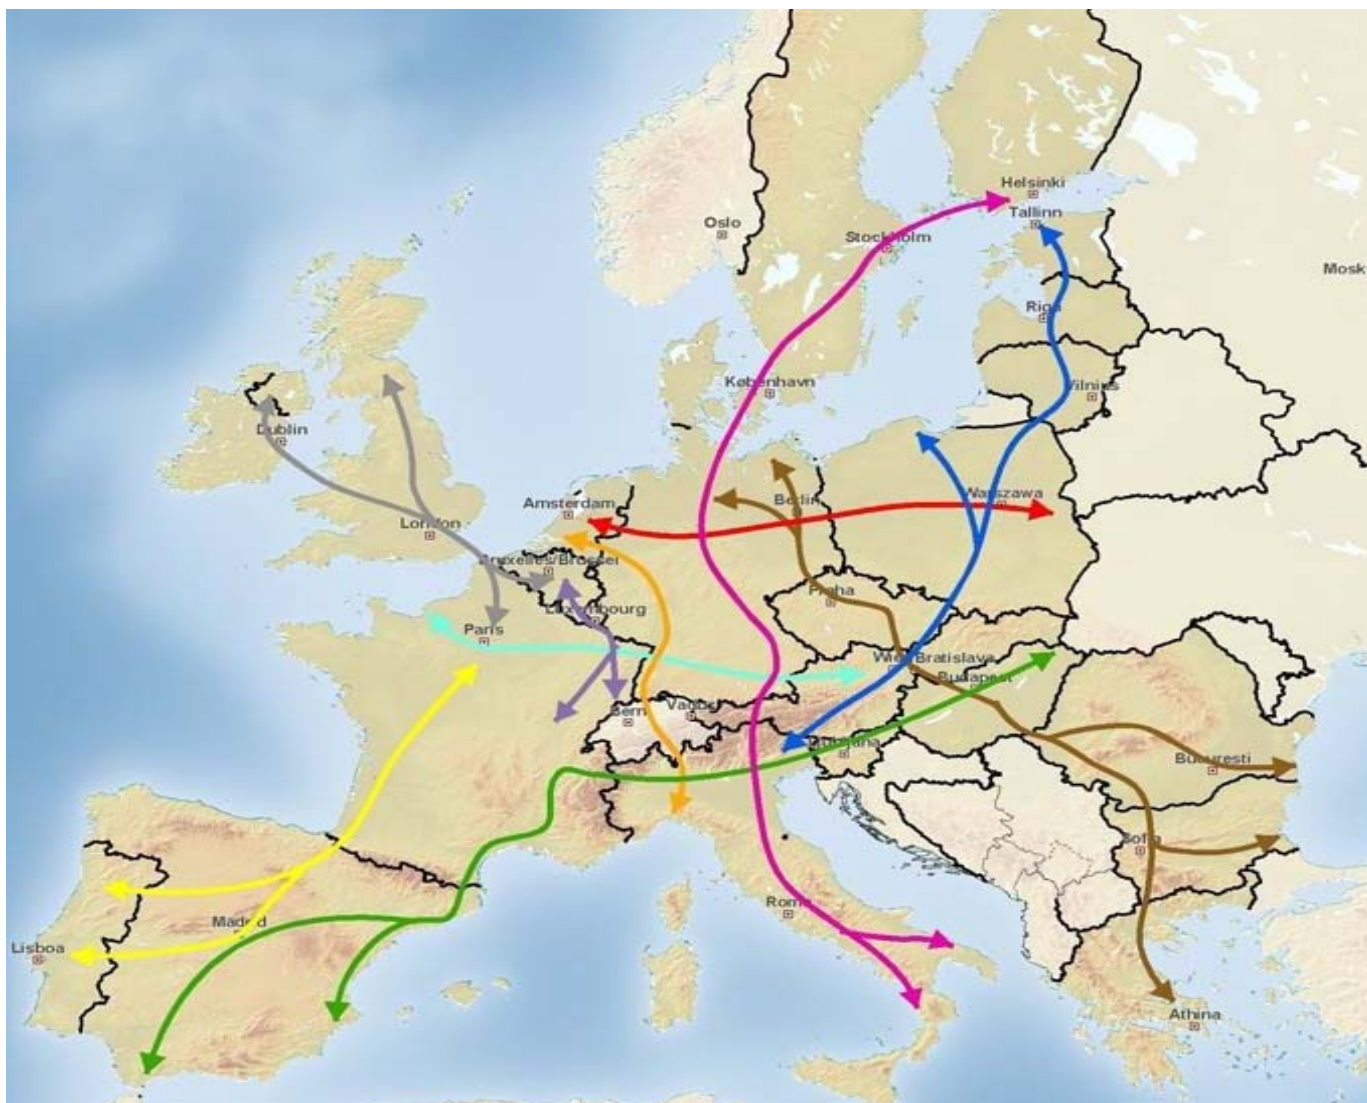 Helsinki
Tallinn
Oslo
Stockholm
Mosk
Riga
København
Vilnius
Dublin
Berlin
Warszawa
Amsterdam
London
Bruxelles/Brussel
Praha
Luxembourg
Paris
Wien
Bratislava
Budapest
Bern
Vaduz
Ljubljana
Bucuresti
Sofia
Roma
Madrid
Lisboa
Athina